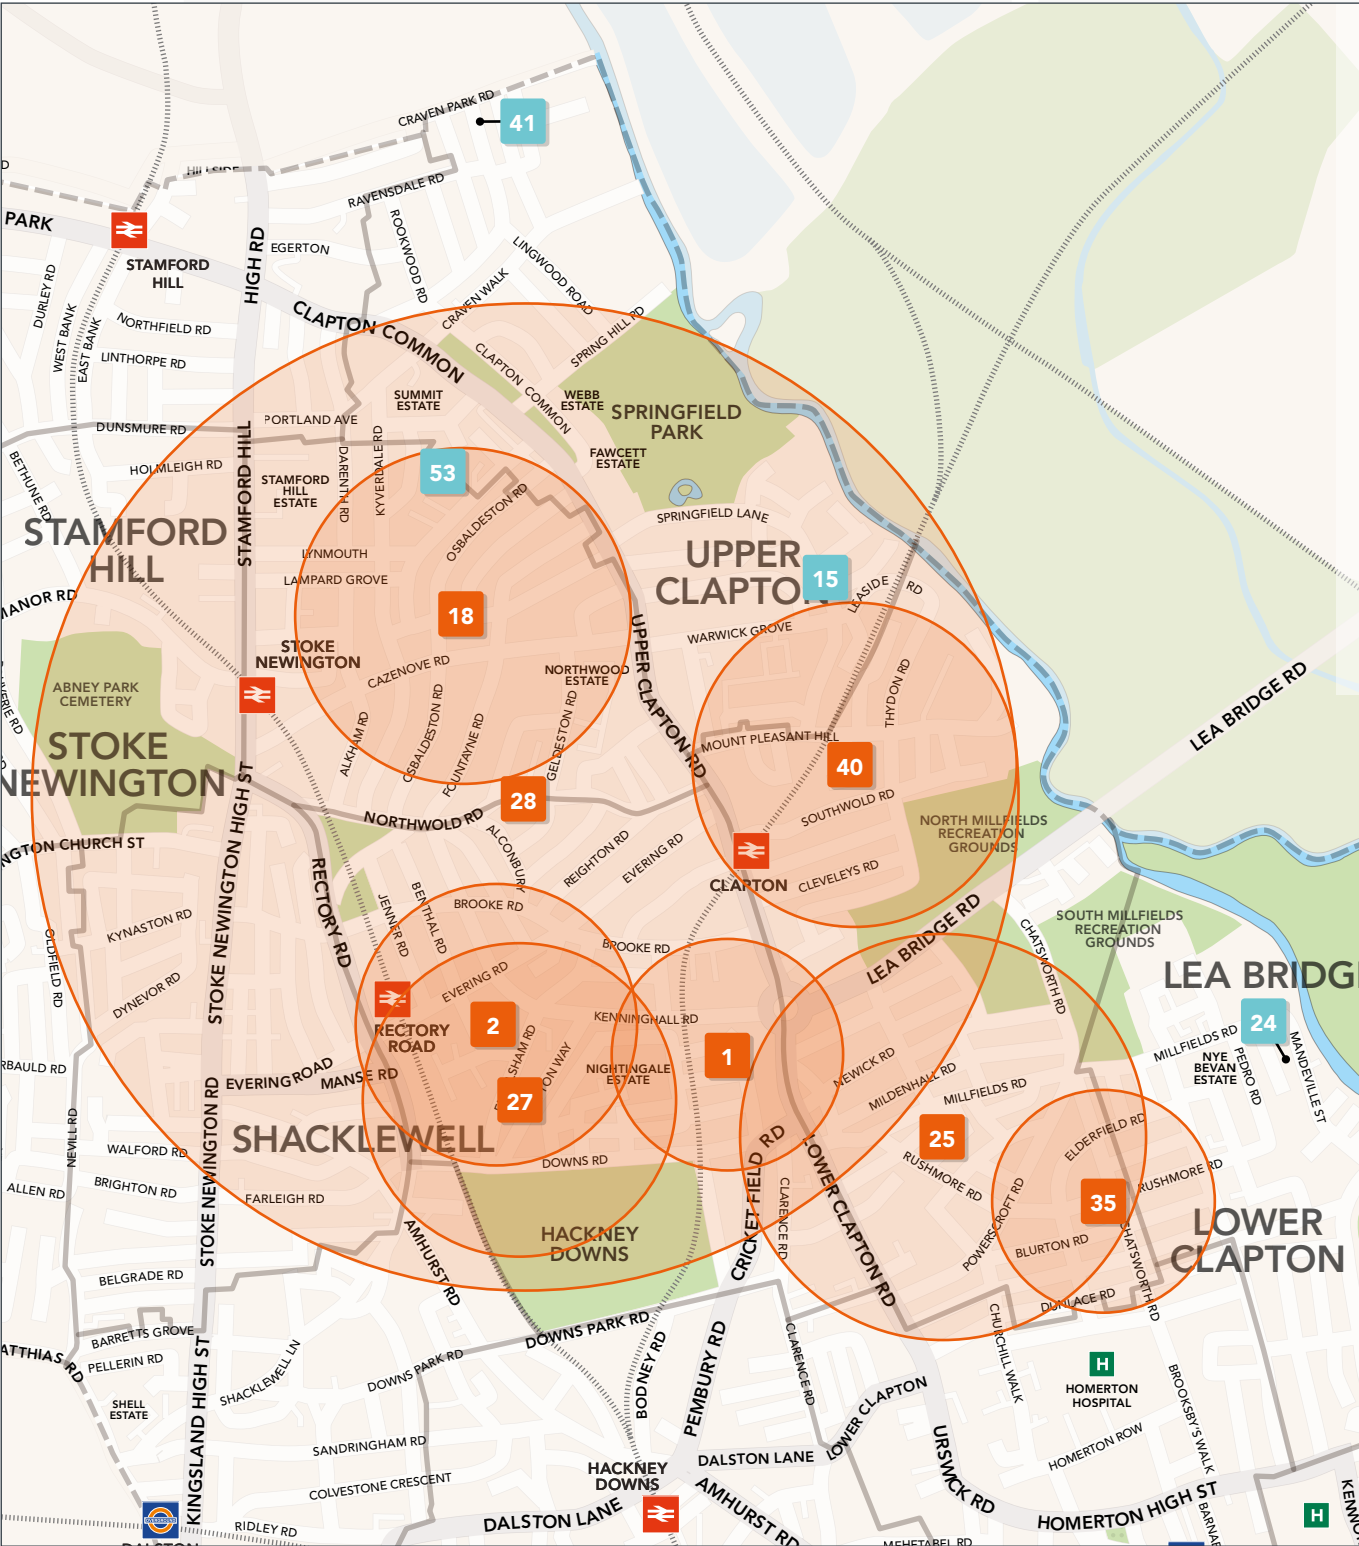 CRAVEN PARK RD
41
HILLSIDE
RAVENSDALE RD
PARK
STAMFORD
HILL
HIGH RD
EGERTON
ROOKWOOD RD
LINGWOOD ROAD
CRAVEN WALK
DURLEY RD
WEST BANK
EAST BANK
NORTHFIELD RD
LINTHORPE RD
CLAPTON COMMON
SPRING HILL RD
CLAPTON COMMON
SUMMIT
ESTATE
WEBB
ESTATE
SPRINGFIELD
PARK
PORTLAND AVE
DUNSMURE RD
STAMFORD HILL
HOLMLEIGH RD
BETHUNE RD
DARENTH RD
KYVERDALE RD
FAWCETT
ESTATE
53
STAMFORD
HILL
ESTATE
OSBALDESTON RD
SPRINGFIELD LANE
STAMFORD
HILL
LYNMOUTH
LAMPARD GROVE
UPPER
CLAPTON
15
LEASIDE RD
MANOR RD
18
WARWICK GROVE
STOKE
NEWINGTON
CAZENOVE RD
NORTHWOOD
ESTATE
UPPER CLAPTON RD
THYDON RD
LEA BRIDGE RD
ABNEY PARK
CEMETERY
ALKHAM RD
OSBALDESTON RD
FOUNTAYNE RD
GELDESTON RD
MOUNT PLEASANT HILL
STOKE
NEWINGTON
40
28
NORTHWOLD RD
SOUTHWOLD RD
NORTH MILLFIELDS
RECREATION
GROUNDS
NGTON CHURCH ST
STOKE NEWINGTON HIGH ST
RECTORY RD
ALCONBURY
REIGHTON RD
EVERING RD
CLAPTON
CLEVELEYS RD
JENNER RD
BENTHAL RD
BROOKE RD
LEA BRIDGE RD
SOUTH MILLFIELDS
RECREATION
GROUNDS
KYNASTON RD
OLDFIELD RD
BROOKE RD
CHATSWORTH RD
DYNEVOR RD
EVERING RD
LEA BRIDGE
RECTORY
ROAD
2
KENNINGHALL RD
24
1
MILLFIELDS RD
NYE
BEVAN
ESTATE
PEDRO RD
MANDEVILLE ST
RBAULD RD
EVERING ROAD
MANSE RD
NIGHTINGALE
ESTATE
NEWICK RD
MILDENHALL RD
MILLFIELDS RD
27
NEVILL RD
STOKE NEWINGTON RD
SHACKLEWELL
25
ELDERFIELD RD
WALFORD RD
DOWNS RD
CRICKET FIELD RD
LOWER CLAPTON RD
RUSHMORE RD
RUSHMORE RD
ALLEN RD
BRIGHTON RD
FARLEIGH RD
CLARENCE RD
POWERSCROFT RD
35
AMHURST RD
HACKNEY
DOWNS
BLURTON RD
CHATSWORTH RD
LOWER
CLAPTON
BELGRADE RD
DUNLACE RD
BARRETTS GROVE
DOWNS PARK RD
ATTHIAS RD
PELLERIN RD
SHACKLEWELL LN
DOWNS PARK RD
BODNEY RD
PEMBURY RD
CLARENCE RD
CHURCHILL WALK
H
HOMERTON
HOSPITAL
BROOKSBY'S WALK
SHELL
ESTATE
KINGSLAND HIGH ST
LOWER CLAPTON
SANDRINGHAM RD
DALSTON LANE
HOMERTON ROW
COLVESTONE CRESCENT
HACKNEY
DOWNS
URSWICK RD
RIDLEY RD
DALSTON LANE
AMHURST RD
HOMERTON HIGH ST
H